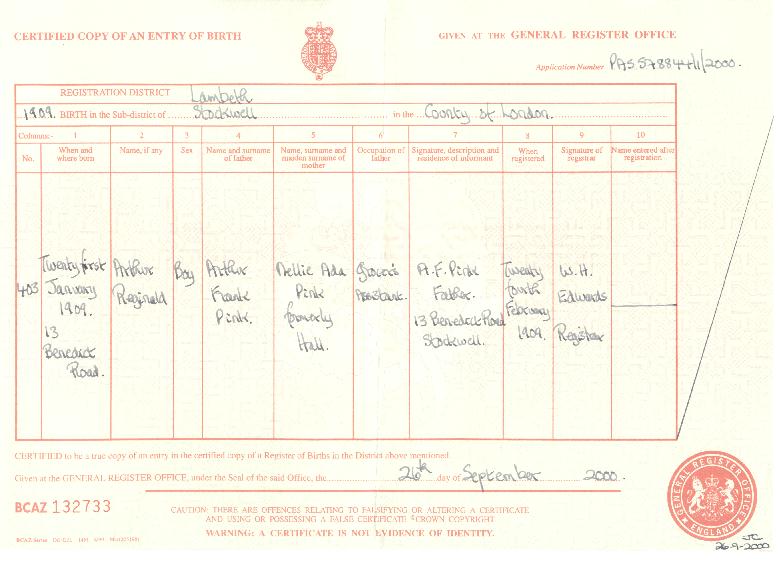 CERTIFIED COPY OF AN ENTRY OF BIRTH
GIVEN AT THE GENERAL REGISTER OFFICE
Application Number PAS 578844/1/2000.
REGISTRATION DISTRICT Lambeth
1909. BIRTH in the Sub-district of Stockwell in the County of London.
Columns:- 1 2 3 4 5 6 7 8 9 10
No. When and where born Name, if any Sex Name and surname of father Name, surname and maiden surname of mother Occupation of father Signature, description and residence of informant When registered Signature of registrar Name entered after registration
403 Twenty first January 1909. 13 Benedict Road. Arthur Reginald Boy Arthur Frank Pink. Nellie Ada Pink formerly Hall. Grocer's Assistant. A.F. Pink Father. 13 Benedict Road Stockwell. Twenty fourth February 1909. W.H. Edwards Registrar
CERTIFIED to be a true copy of an entry in the certified copy of a Register of Births in the District above mentioned.
Given at the GENERAL REGISTER OFFICE, under the Seal of the said Office, the 26th day of September 2000.
BCAZ 132733
CAUTION: THERE ARE OFFENCES RELATING TO FALSIFYING OR ALTERING A CERTIFICATE
AND USING OR POSSESSING A FALSE CERTIFICATE ©CROWN COPYRIGHT
WARNING: A CERTIFICATE IS NOT EVIDENCE OF IDENTITY.
GENERAL REGISTER OFFICE
ENGLAND
26-9-2000